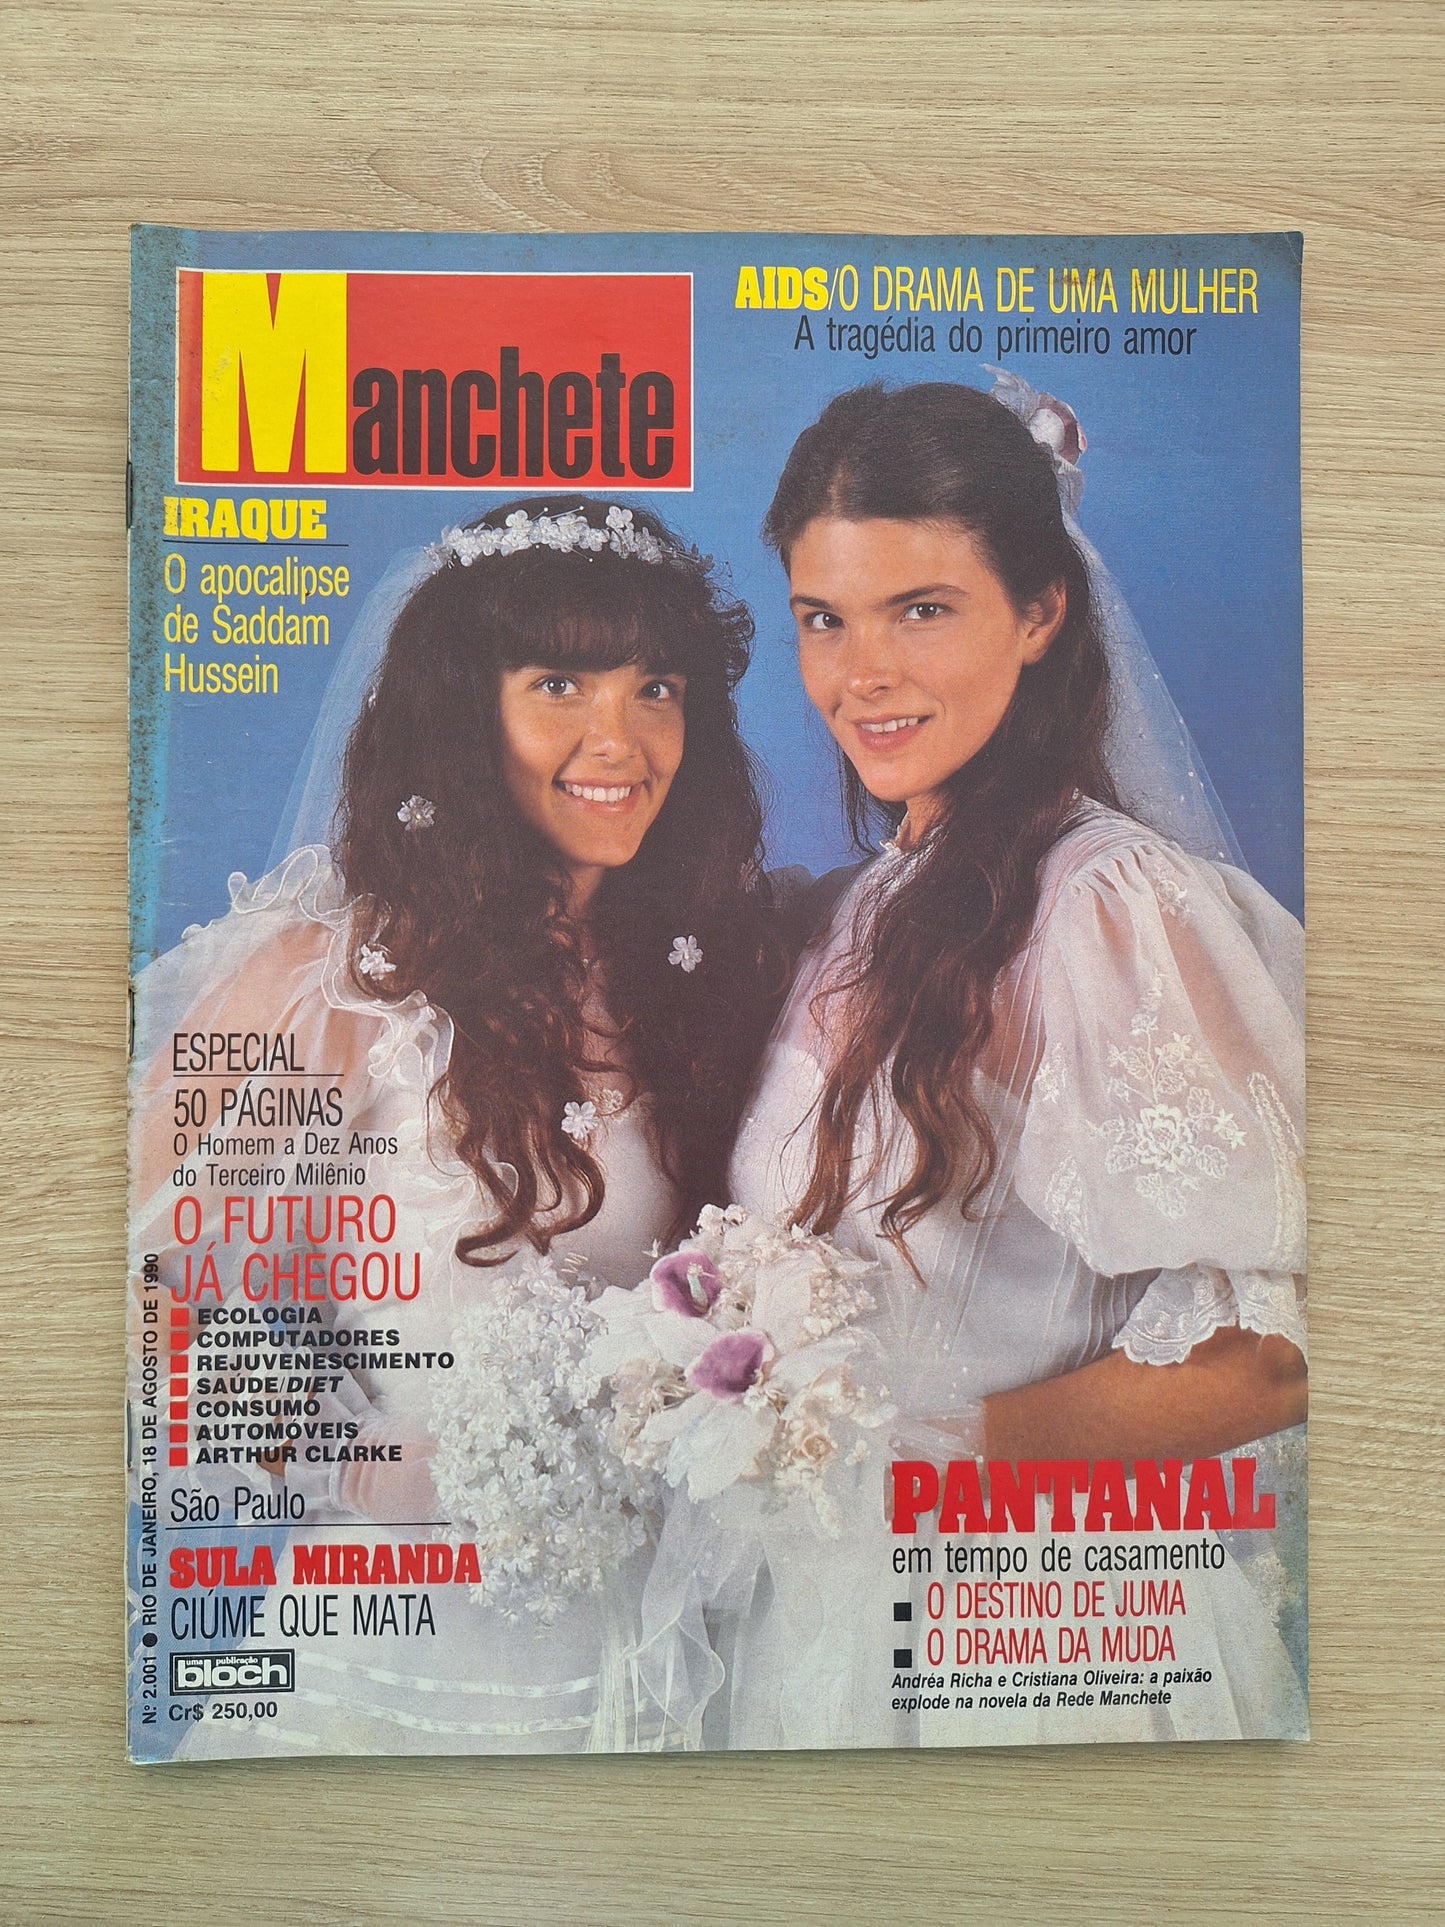 Manchete
AIDS/O DRAMA DE UMA MULHER
A tragédia do primeiro amor
IRAQUE
O apocalipse
de Saddam
Hussein
ESPECIAL
50 PÁGINAS
O Homem a Dez Anos
do Terceiro Milênio
O FUTURO
JÁ CHEGOU
ECOLOGIA
COMPUTADORES
REJUVENESCIMENTO
SAÚDE/DIET
CONSUMO
AUTOMÓVEIS
ARTHUR CLARKE
São Paulo
SULA MIRANDA
CIÚME QUE MATA
uma publicação
bloch
Cr$ 250,00
Nº 2.001 ● RIO DE JANEIRO, 18 DE AGOSTO DE 1990
PANTANAL
em tempo de casamento
O DESTINO DE JUMA
O DRAMA DA MUDA
Andréa Richa e Cristiana Oliveira: a paixão
explode na novela da Rede Manchete